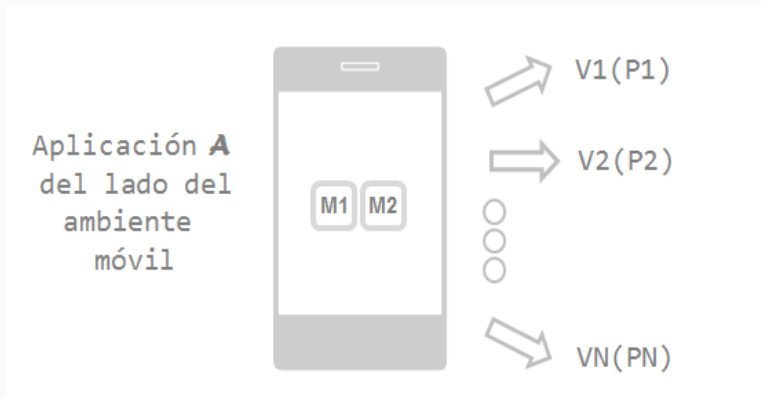 Aplicación A
del lado del
ambiente
móvil
M1 M2
V1(P1)
V2(P2)
VN(PN)